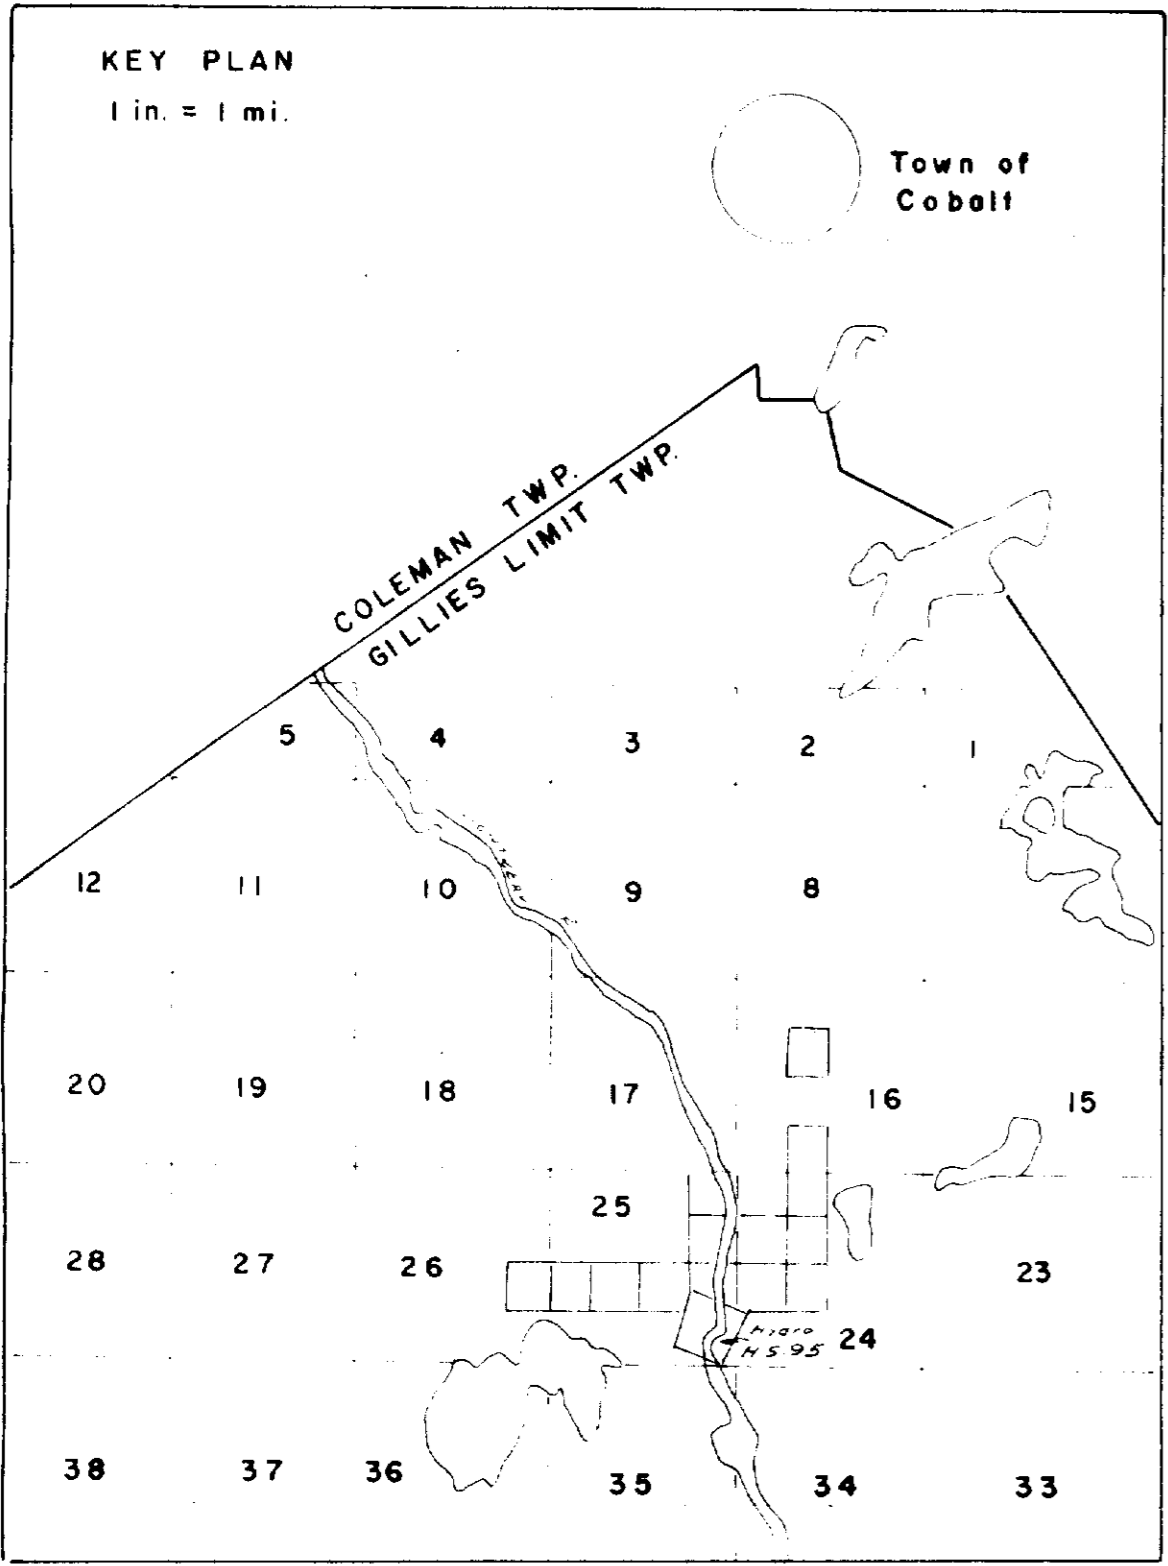 KEY PLAN
1 in. = 1 mi.
Town of
Cobalt
COLEMAN TWP.
GILLIES LIMIT TWP.
5 4 3 2 1
12 11 10 9 8
20 19 18 17 16 15
25
28 27 26 23
Hydro
HS 95
24
38 37 36 35 34 33